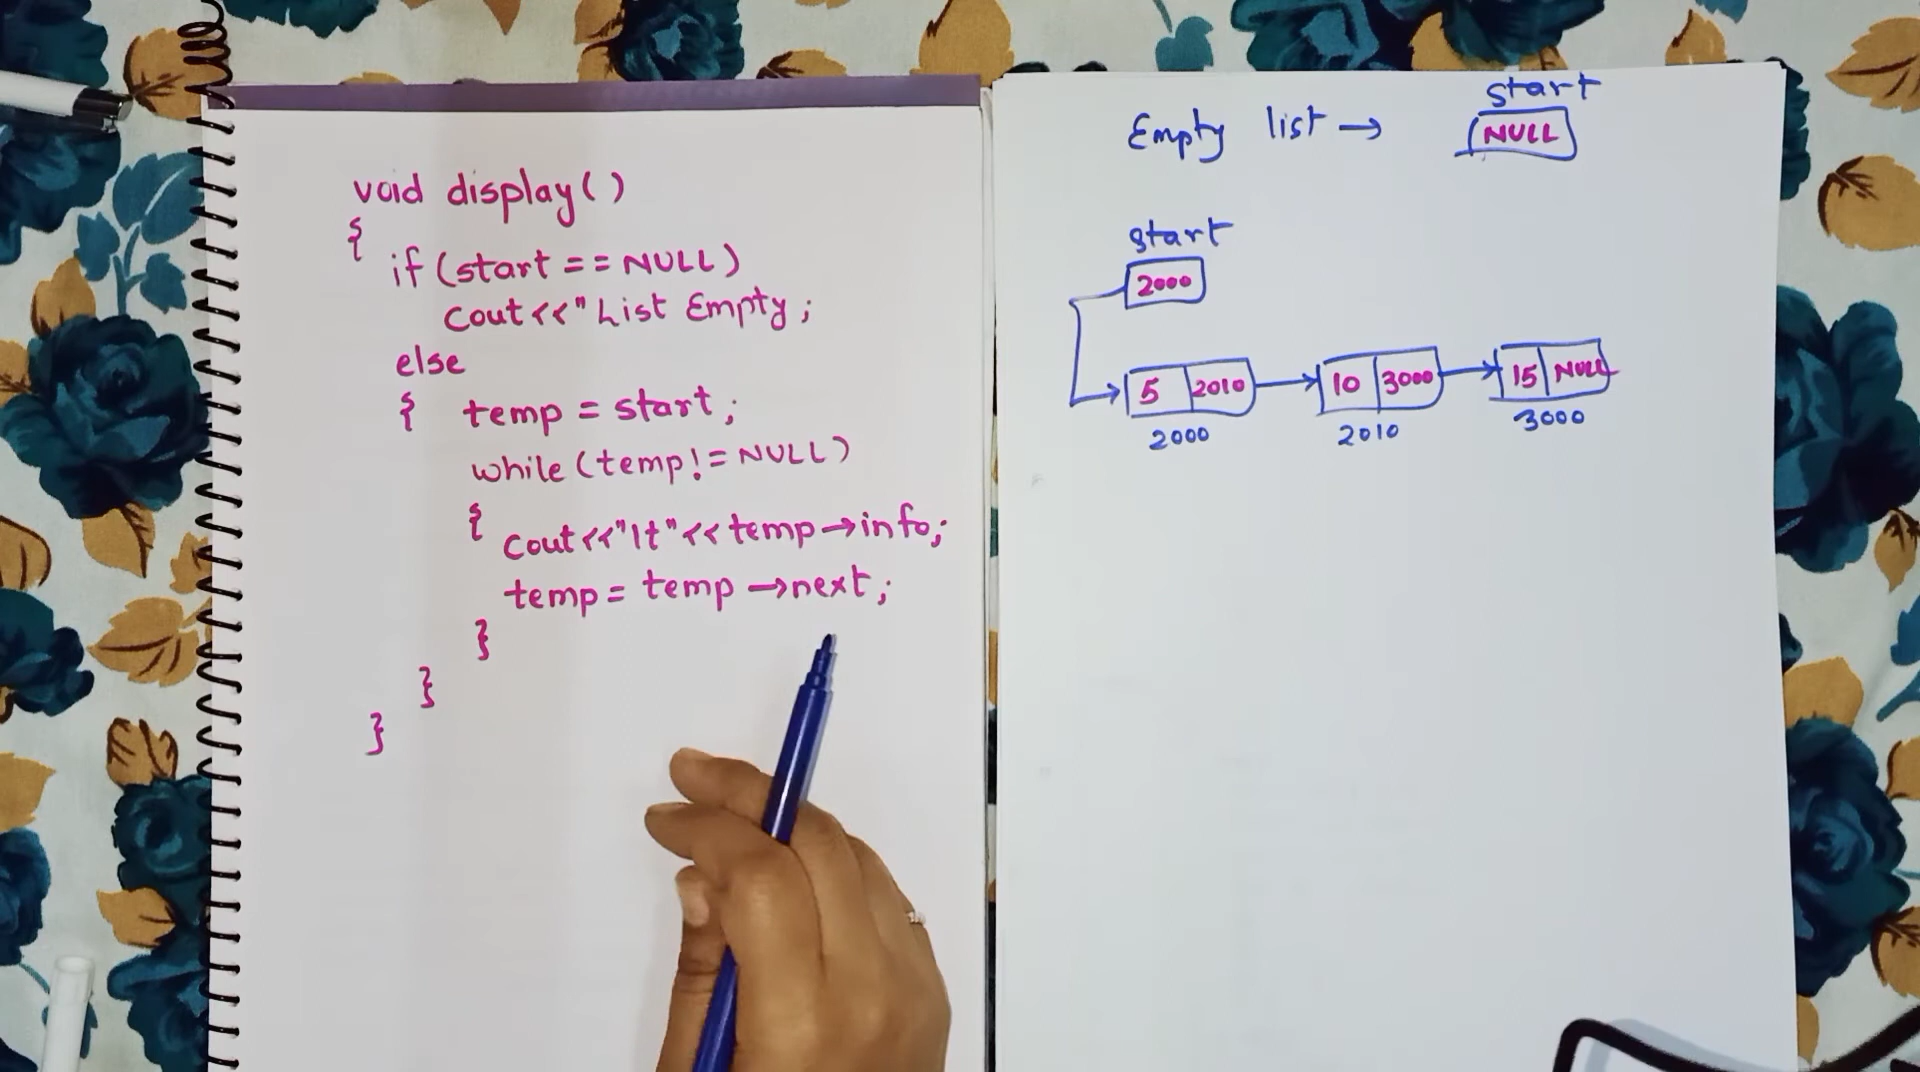 void display()
{
if(start==NULL)
cout<<"List Empty;
else
{ temp = start;
while(temp!=NULL)
{ cout<<"\t"<<temp→info;
temp = temp→next;
}
}
}
Empty list → start
NULL
start
2000
5 2010 → 10 3000 → 15 NULL
2000 2010 3000